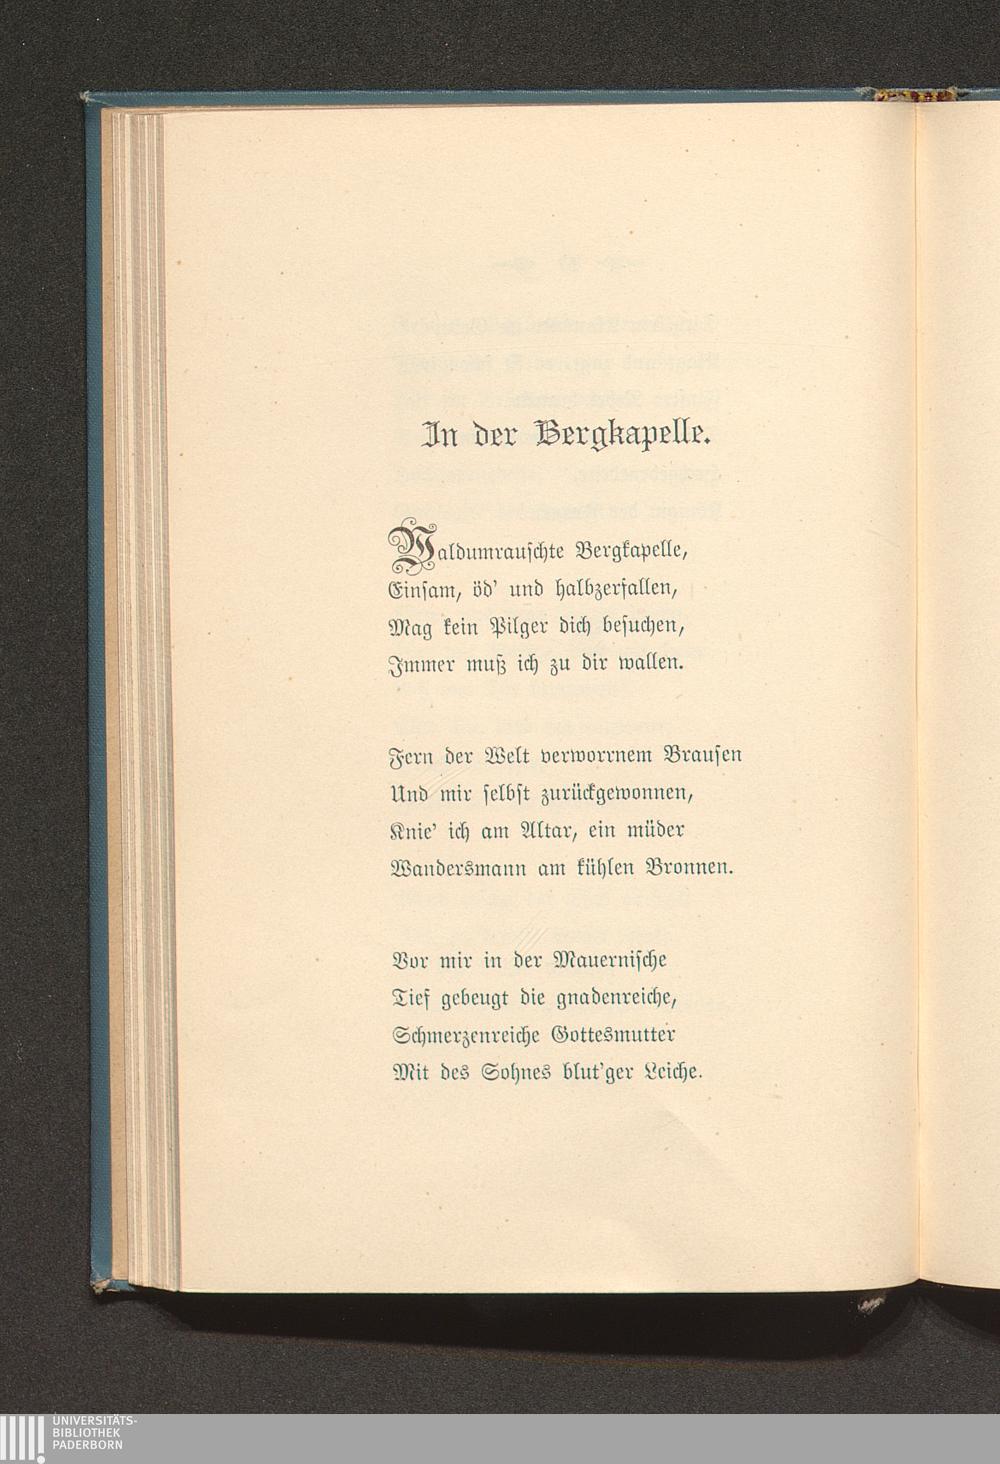 In der Bergkapelle.
Waldumrauschte Bergkapelle,
Einsam, öd' und halbzerfallen,
Mag kein Pilger dich besuchen,
Immer muß ich zu dir wallen.
Fern der Welt verworrnem Brausen
Und mir selbst zurückgewonnen,
Knie' ich am Altar, ein müder
Wandersmann am kühlen Bronnen.
Vor mir in der Mauernische
Tief gebeugt die gnadenreiche,
Schmerzenreiche Gottesmutter
Mit des Sohnes blut'ger Leiche.
UNIVERSITÄTS-
BIBLIOTHEK
PADERBORN